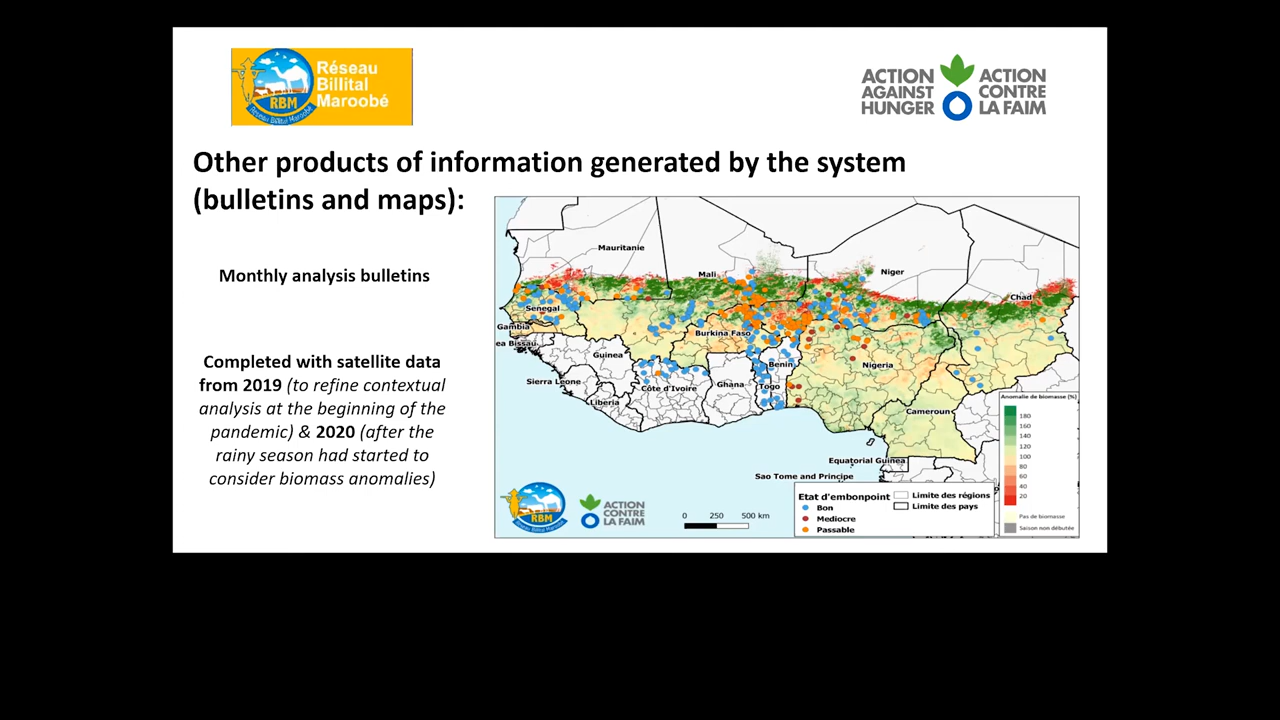 Réseau
Billital
Maroobé
RBM
Réseau Billital Maroobé
ACTION
AGAINST
HUNGER
ACTION
CONTRE
LA FAIM
Other products of information generated by the system
(bulletins and maps):
Monthly analysis bulletins
Completed with satellite data
from 2019 (to refine contextual
analysis at the beginning of the
pandemic) & 2020 (after the
rainy season had started to
consider biomass anomalies)
Mauritanie
Mali
Niger
Chad
Senegal
Gambia
ea Bissau
Burkina Faso
Guinea
Benin
Nigeria
Sierra Leone
Côte d'Ivoire
Ghana
Togo
Liberia
Cameroun
Equatorial Guinea
Sao Tome and Principe
Anomalie de biomasse (%)
180
160
140
120
100
80
60
40
20
Pas de biomasse
Saison non débutée
RBM
ACTION
CONTRE
LA FAIM
0 250 500 km
Etat d'embonpoint
Bon
Mediocre
Passable
Limite des régions
Limite des pays